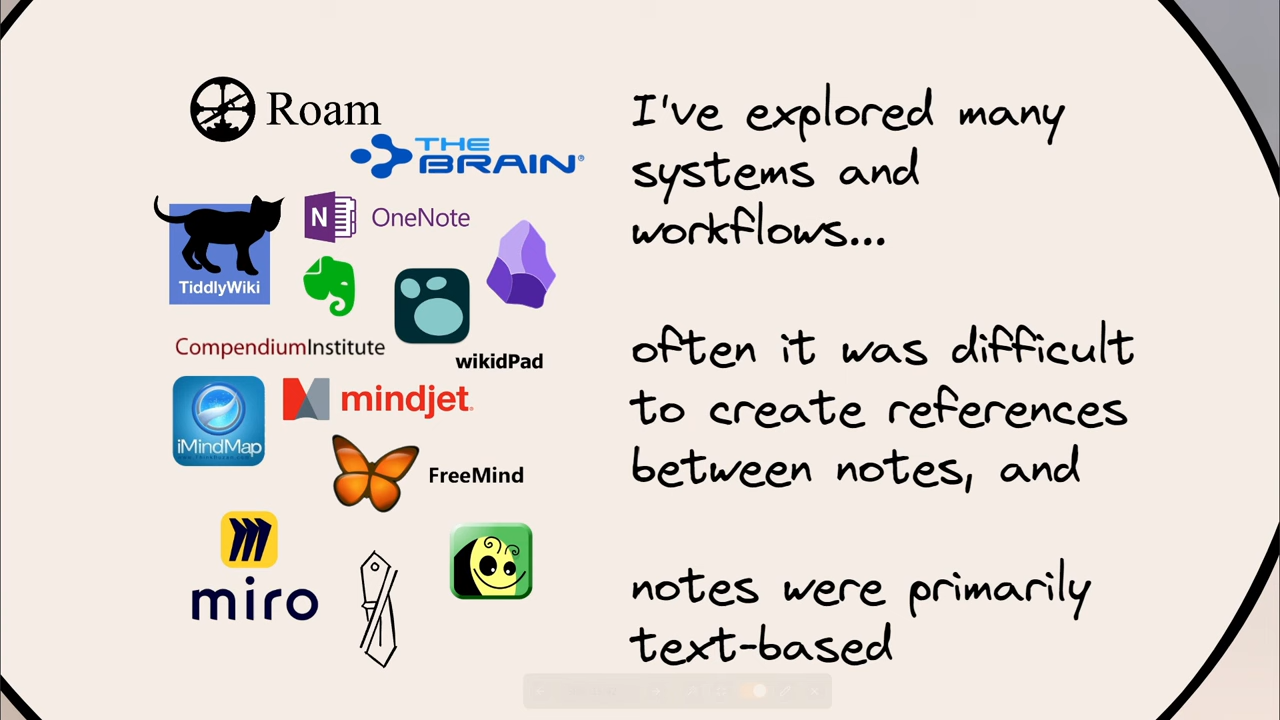 Roam
THE
BRAIN®
N OneNote
TiddlyWiki
CompendiumInstitute
wikidPad
iMindMap
mindjet
FreeMind
miro
I've explored many
systems and
workflows...
often it was difficult
to create references
between notes, and
notes were primarily
text-based